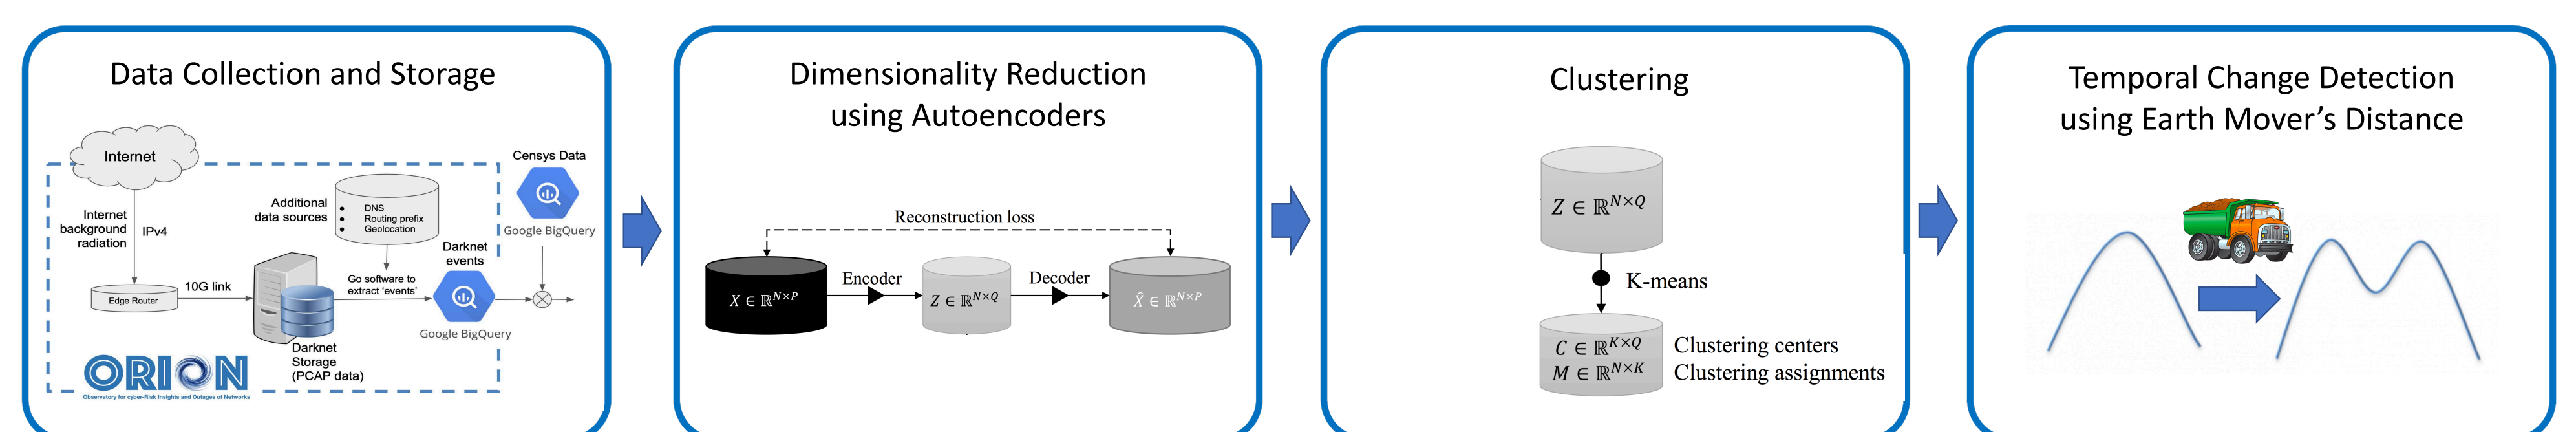 Data Collection and Storage
Internet
Internet
background
radiation
IPv4
Edge Router
10G link
Additional
data sources
• DNS
• Routing prefix
• Geolocation
Go software to
extract ‘events’
Darknet
Storage
(PCAP data)
Darknet
events
Google BigQuery
Censys Data
Google BigQuery
ORION
Observatory for cyber-Risk Insights and Outages of Networks
Dimensionality Reduction
using Autoencoders
Reconstruction loss
X ∈ ℝ^{N×P}
Encoder
Z ∈ ℝ^{N×Q}
Decoder
X̂ ∈ ℝ^{N×P}
Clustering
Z ∈ ℝ^{N×Q}
K-means
C ∈ ℝ^{K×Q} Clustering centers
M ∈ ℝ^{N×K} Clustering assignments
Temporal Change Detection
using Earth Mover’s Distance